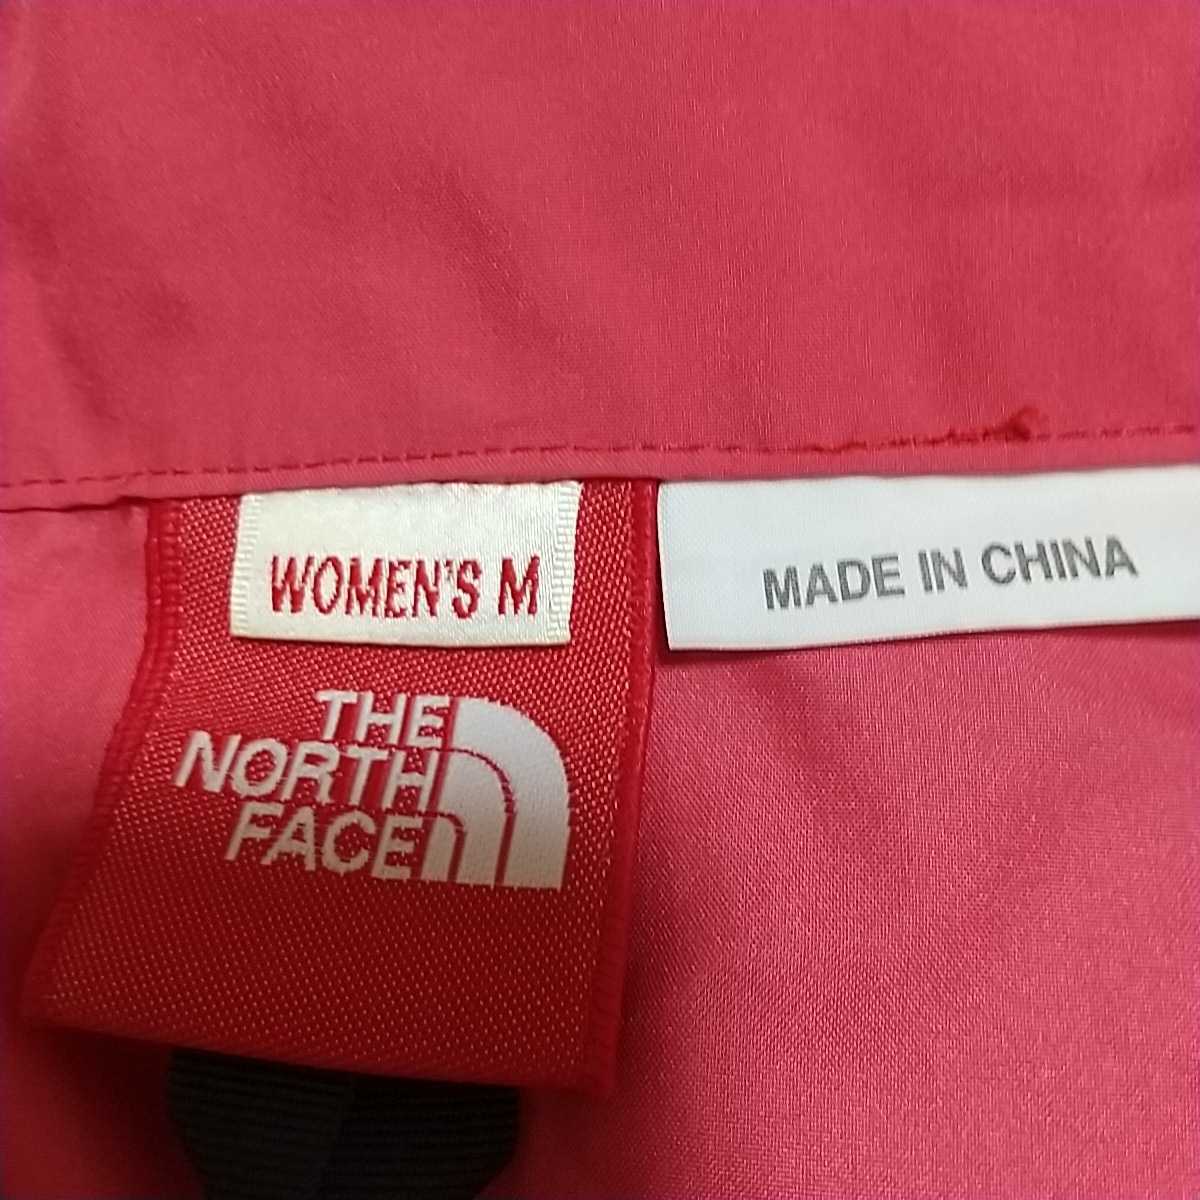 WOMEN'S M
MADE IN CHINA
THE
NORTH
FACE